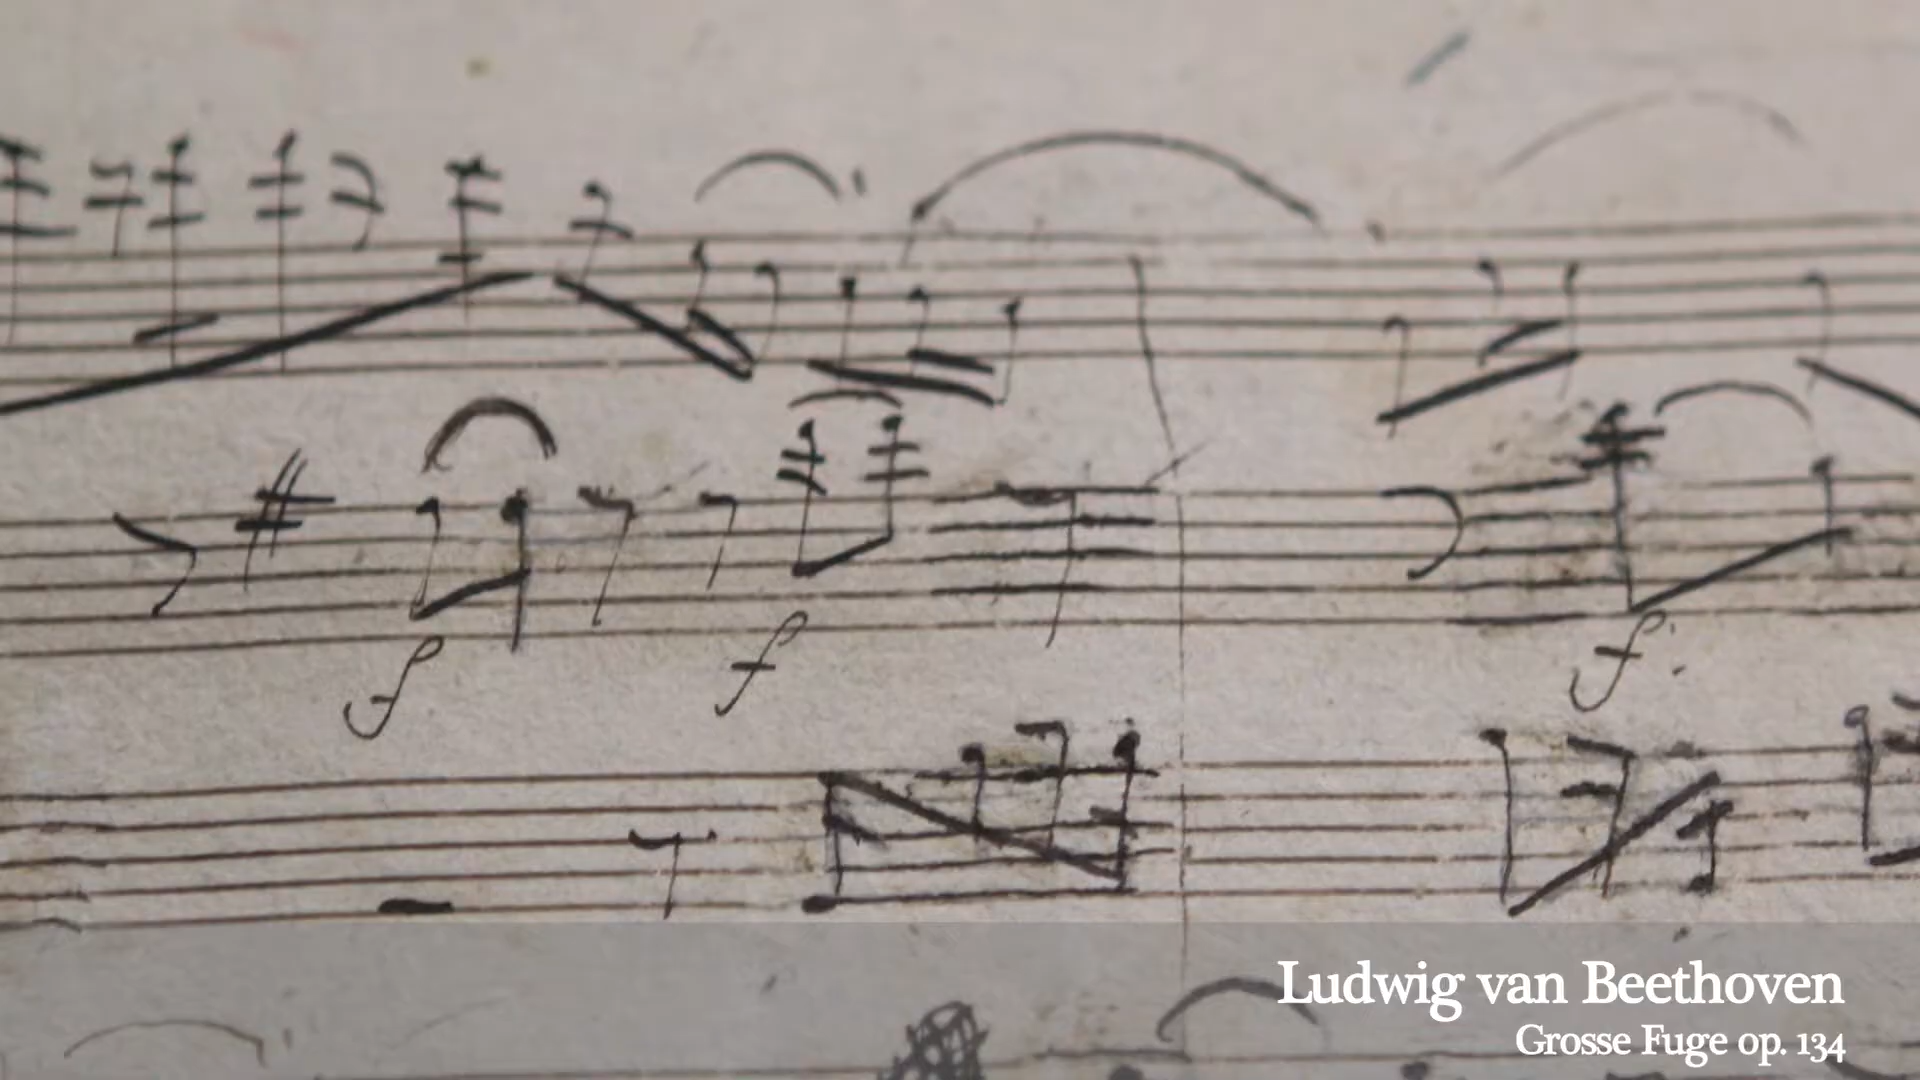 f
f
f.
Ludwig van Beethoven
Grosse Fuge op. 134